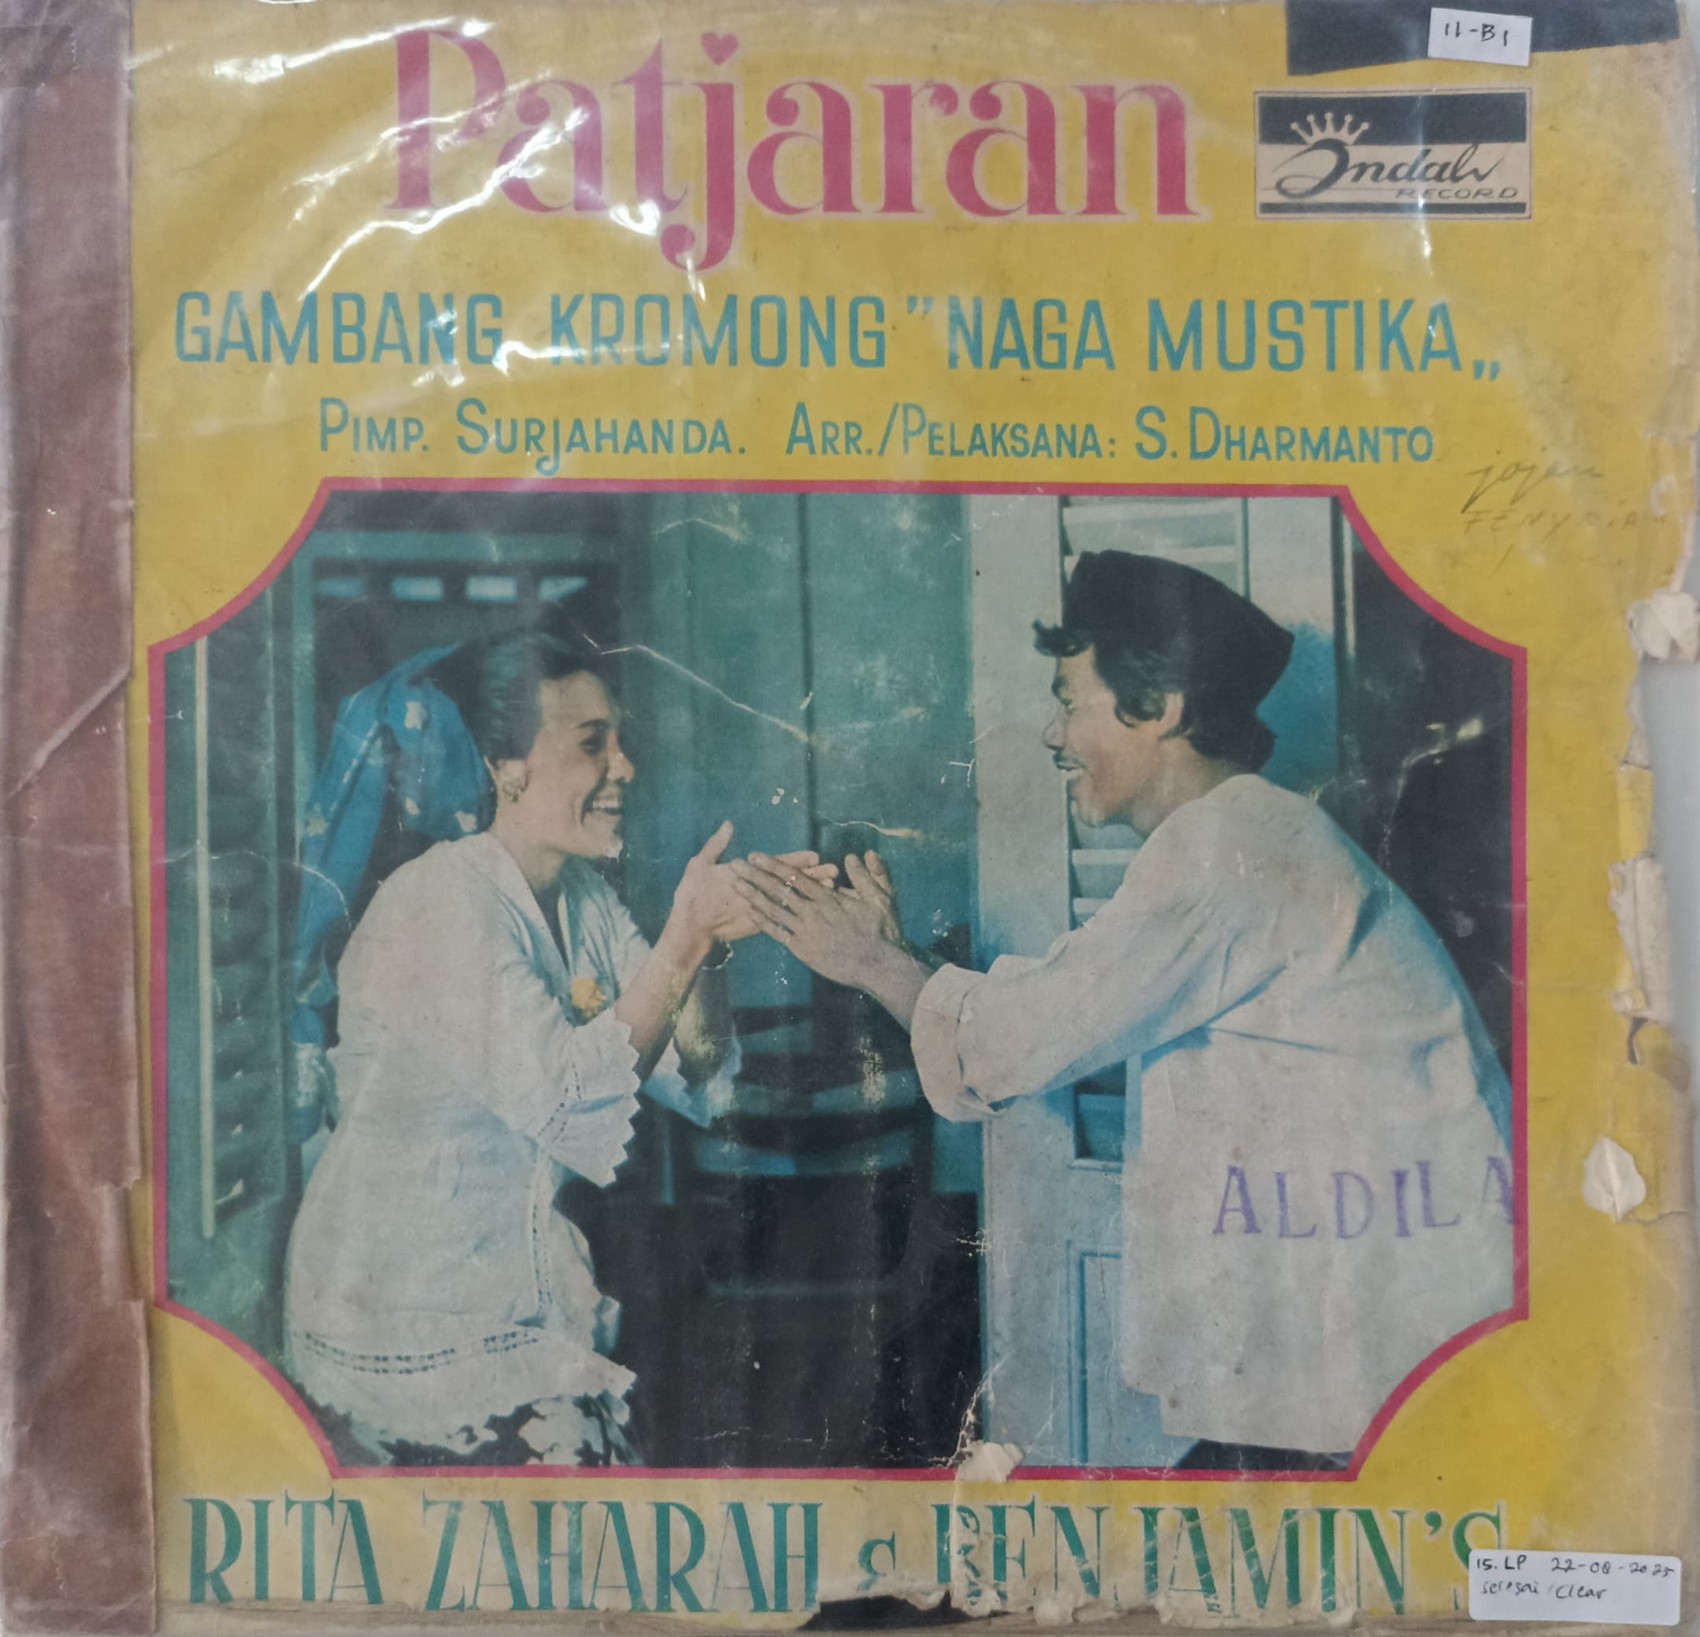 11-B1
Patjaran
Indah
RECORD
GAMBANG KROMONG "NAGA MUSTIKA„
PIMP. SURJAHANDA. ARR./PELAKSANA: S. DHARMANTO
ALDILA
RITA ZAHARAH & BENJAMIN'S
15. LP 22-08-2025
selesai / Clear